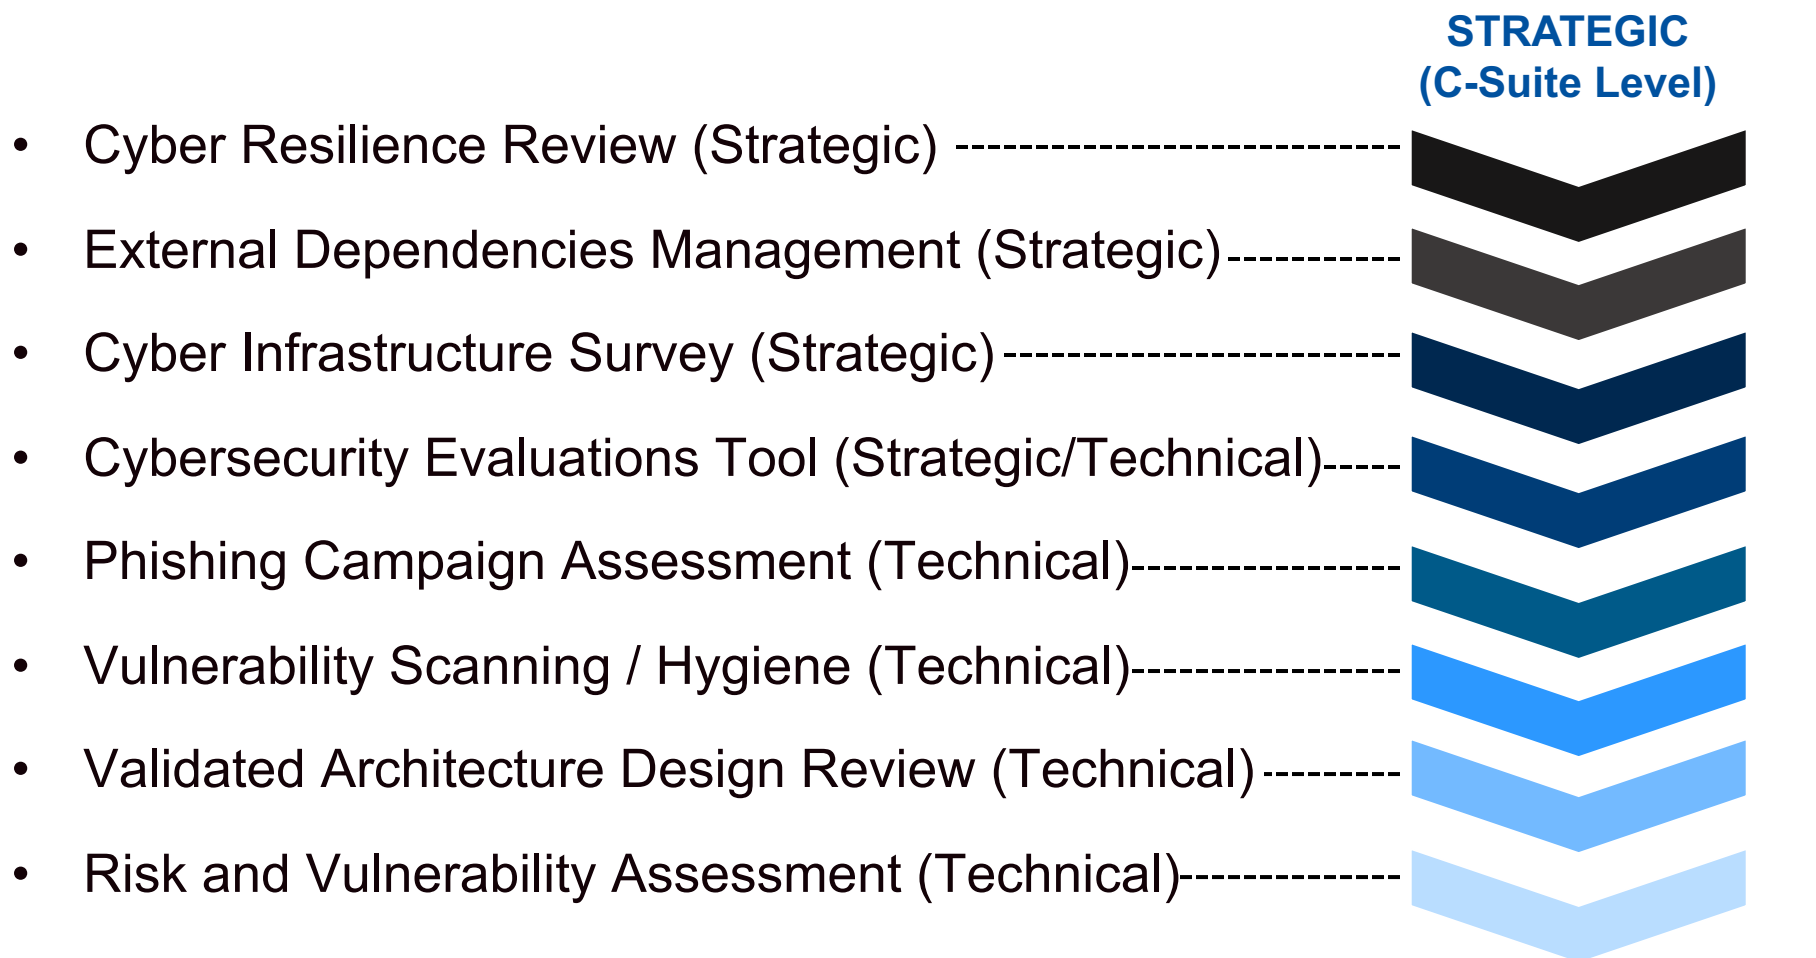 STRATEGIC
(C-Suite Level)
• Cyber Resilience Review (Strategic)
• External Dependencies Management (Strategic)
• Cyber Infrastructure Survey (Strategic)
• Cybersecurity Evaluations Tool (Strategic/Technical)
• Phishing Campaign Assessment (Technical)
• Vulnerability Scanning / Hygiene (Technical)
• Validated Architecture Design Review (Technical)
• Risk and Vulnerability Assessment (Technical)